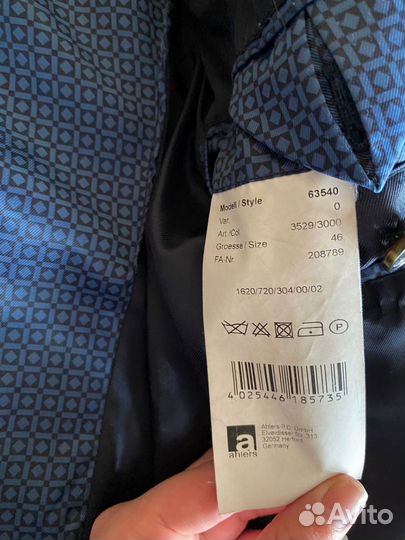 Modell / Style 63540
Var. 0
Art./Col. 3529/3000
Groesse / Size 46
FA-Nr. 208789
1620/720/304/00/02
P
4 025446 185735
a
ahlers
Ahlers P.C. GmbH
Elverdisser Str. 313
32052 Herford
Germany
Avito